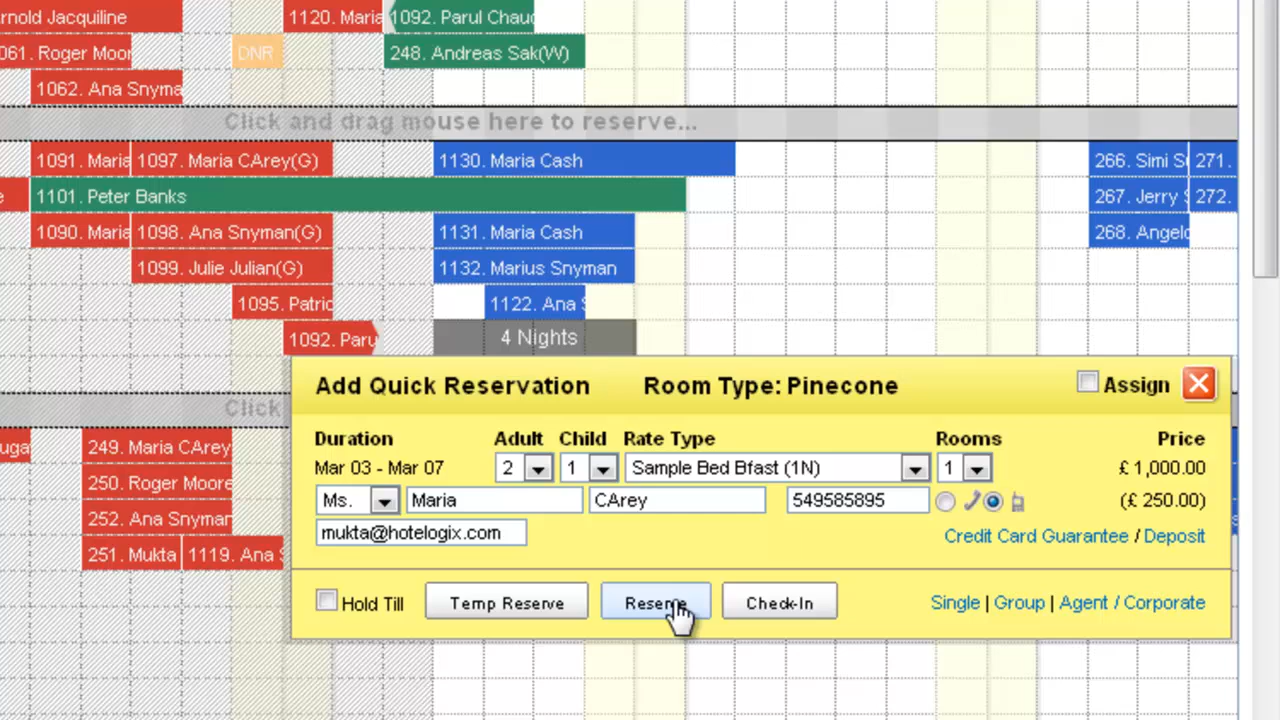 rnold Jacquiline
1120. Maria
1092. Parul Chauc
061. Roger Moor
DNR
248. Andreas Sak(W)
1062. Ana Snyma
Click and drag mouse here to reserve...
1091. Maria
1097. Maria CArey(G)
1130. Maria Cash
266. Simi S
271.
e
1101. Peter Banks
267. Jerry S
272.
1090. Maria
1098. Ana Snyman(G)
1131. Maria Cash
268. Angelo
1099. Julie Julian(G)
1132. Marius Snyman
1095. Patric
1122. Ana S
1092. Paru
4 Nights
Add Quick Reservation Room Type: Pinecone Assign
Click
Duration Adult Child Rate Type Rooms Price
uga
249. Maria CArey
Mar 03 - Mar 07 2 1 Sample Bed Bfast (1N) 1 £ 1,000.00
250. Roger Moore
Ms. Maria CArey 549585895 (£ 250.00)
252. Ana Snyman
mukta@hotelogix.com Credit Card Guarantee / Deposit
251. Mukta
1119. Ana S
Hold Till Temp Reserve Reserve Check-In Single | Group | Agent / Corporate